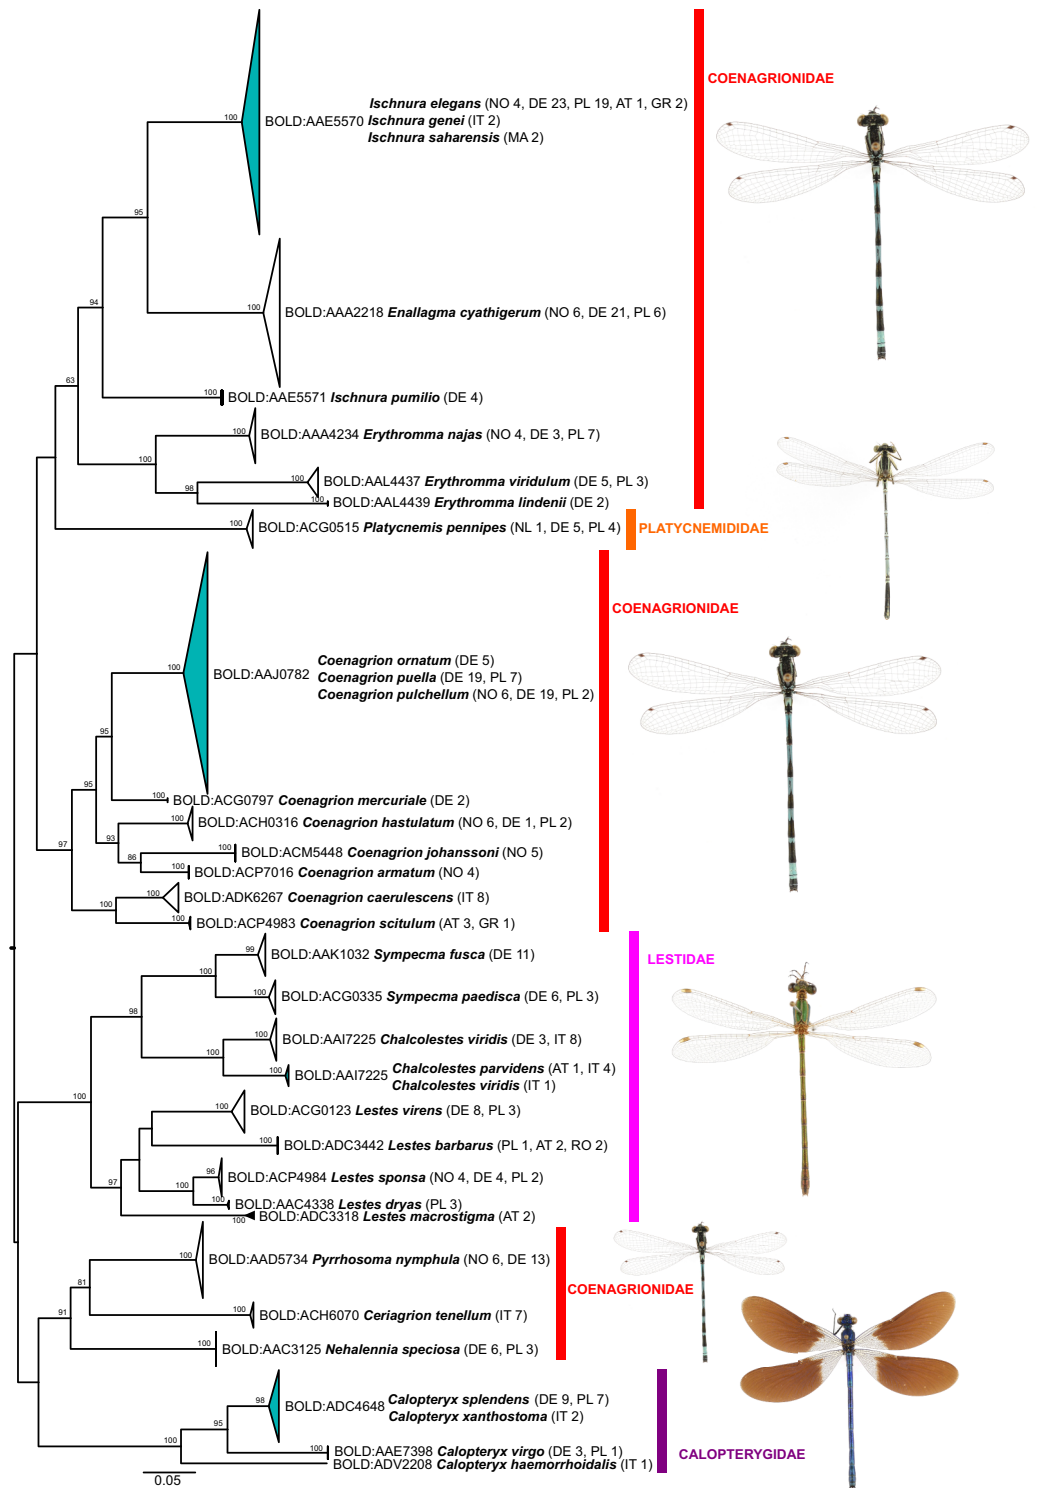 COENAGRIONIDAE
Ischnura elegans (NO 4, DE 23, PL 19, AT 1, GR 2)
100 BOLD:AAE5570 Ischnura genei (IT 2)
Ischnura saharensis (MA 2)
95
94
100 BOLD:AAA2218 Enallagma cyathigerum (NO 6, DE 21, PL 6)
63
100 BOLD:AAE5571 Ischnura pumilio (DE 4)
100 BOLD:AAA4234 Erythromma najas (NO 4, DE 3, PL 7)
100
100 BOLD:AAL4437 Erythromma viridulum (DE 5, PL 3)
98
100 BOLD:AAL4439 Erythromma lindenii (DE 2)
100 BOLD:ACG0515 Platycnemis pennipes (NL 1, DE 5, PL 4) PLATYCNEMIDIDAE
COENAGRIONIDAE
Coenagrion ornatum (DE 5)
100 BOLD:AAJ0782 Coenagrion puella (DE 19, PL 7)
Coenagrion pulchellum (NO 6, DE 19, PL 2)
95
95
100 BOLD:ACG0797 Coenagrion mercuriale (DE 2)
100 BOLD:ACH0316 Coenagrion hastulatum (NO 6, DE 1, PL 2)
93
97
100 BOLD:ACM5448 Coenagrion johanssoni (NO 5)
86
100 BOLD:ACP7016 Coenagrion armatum (NO 4)
100 BOLD:ADK6267 Coenagrion caerulescens (IT 8)
100
100 BOLD:ACP4983 Coenagrion scitulum (AT 3, GR 1)
LESTIDAE
99 BOLD:AAK1032 Sympecma fusca (DE 11)
100
100 BOLD:ACG0335 Sympecma paedisca (DE 6, PL 3)
98
100 BOLD:AAI7225 Chalcolestes viridis (DE 3, IT 8)
100
100 BOLD:AAI7225 Chalcolestes parvidens (AT 1, IT 4)
Chalcolestes viridis (IT 1)
100
100 BOLD:ACG0123 Lestes virens (DE 8, PL 3)
100 BOLD:ADC3442 Lestes barbarus (PL 1, AT 2, RO 2)
96 BOLD:ACP4984 Lestes sponsa (NO 4, DE 4, PL 2)
97
100
100 BOLD:AAC4338 Lestes dryas (PL 3)
100 BOLD:ADC3318 Lestes macrostigma (AT 2)
100 BOLD:AAD5734 Pyrrhosoma nymphula (NO 6, DE 13)
81
COENAGRIONIDAE
91
100 BOLD:ACH6070 Ceriagrion tenellum (IT 7)
100 BOLD:AAC3125 Nehalennia speciosa (DE 6, PL 3)
98 BOLD:ADC4648 Calopteryx splendens (DE 9, PL 7)
Calopteryx xanthostoma (IT 2)
95
100
100 BOLD:AAE7398 Calopteryx virgo (DE 3, PL 1)
CALOPTERYGIDAE
BOLD:ADV2208 Calopteryx haemorrhoidalis (IT 1)
0.05